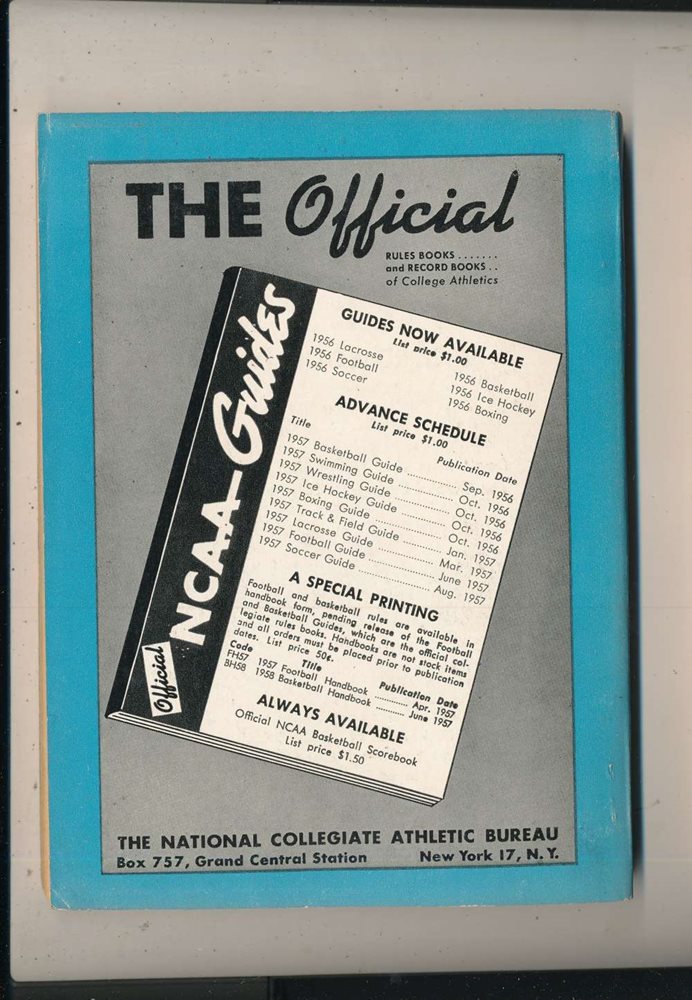 THE Official
RULES BOOKS .......
and RECORD BOOKS ..
of College Athletics
Official NCAA Guides
GUIDES NOW AVAILABLE
List price $1.00
1956 Lacrosse 1956 Basketball
1956 Football 1956 Ice Hockey
1956 Soccer 1956 Boxing
ADVANCE SCHEDULE
List price $1.00
Title Publication Date
1957 Basketball Guide ............ Sep. 1956
1957 Swimming Guide ............ Oct. 1956
1957 Wrestling Guide ............ Oct. 1956
1957 Ice Hockey Guide ............ Oct. 1956
1957 Boxing Guide ............ Oct. 1956
1957 Track & Field Guide ............ Jan. 1957
1957 Lacrosse Guide ............ Mar. 1957
1957 Football Guide ............ June 1957
1957 Soccer Guide ............ Aug. 1957
A SPECIAL PRINTING
Football and basketball rules are available in
handbook form, pending release of the Football
and Basketball Guides, which are the official col-
legiate rules books. Handbooks are not stock items
and all orders must be placed prior to publication
dates. List price 50¢.
Code Title Publication Date
FH57 1957 Football Handbook ........... Apr. 1957
BH58 1958 Basketball Handbook .......... June 1957
ALWAYS AVAILABLE
Official NCAA Basketball Scorebook
List price $1.50
THE NATIONAL COLLEGIATE ATHLETIC BUREAU
Box 757, Grand Central Station New York 17, N. Y.